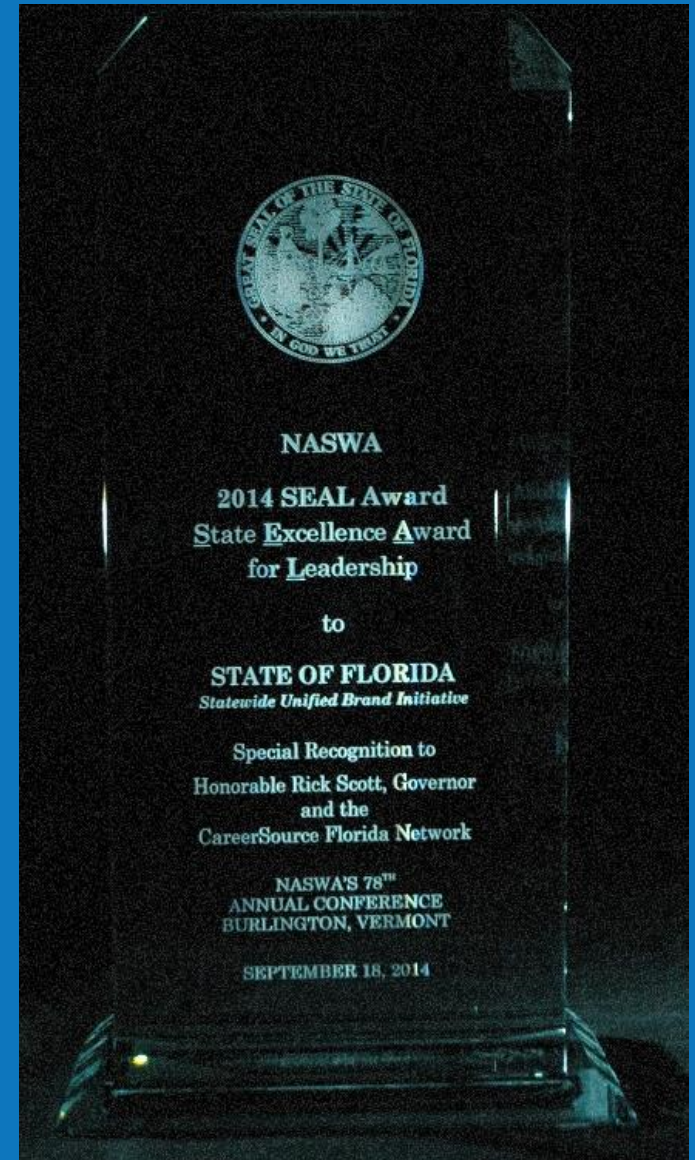 GREAT SEAL OF THE STATE OF FLORIDA
• IN GOD WE TRUST •
NASWA
2014 SEAL Award
State Excellence Award
for Leadership
to
STATE OF FLORIDA
Statewide Unified Brand Initiative
Special Recognition to
Honorable Rick Scott, Governor
and the
CareerSource Florida Network
NASWA'S 78TH
ANNUAL CONFERENCE
BURLINGTON, VERMONT
SEPTEMBER 18, 2014